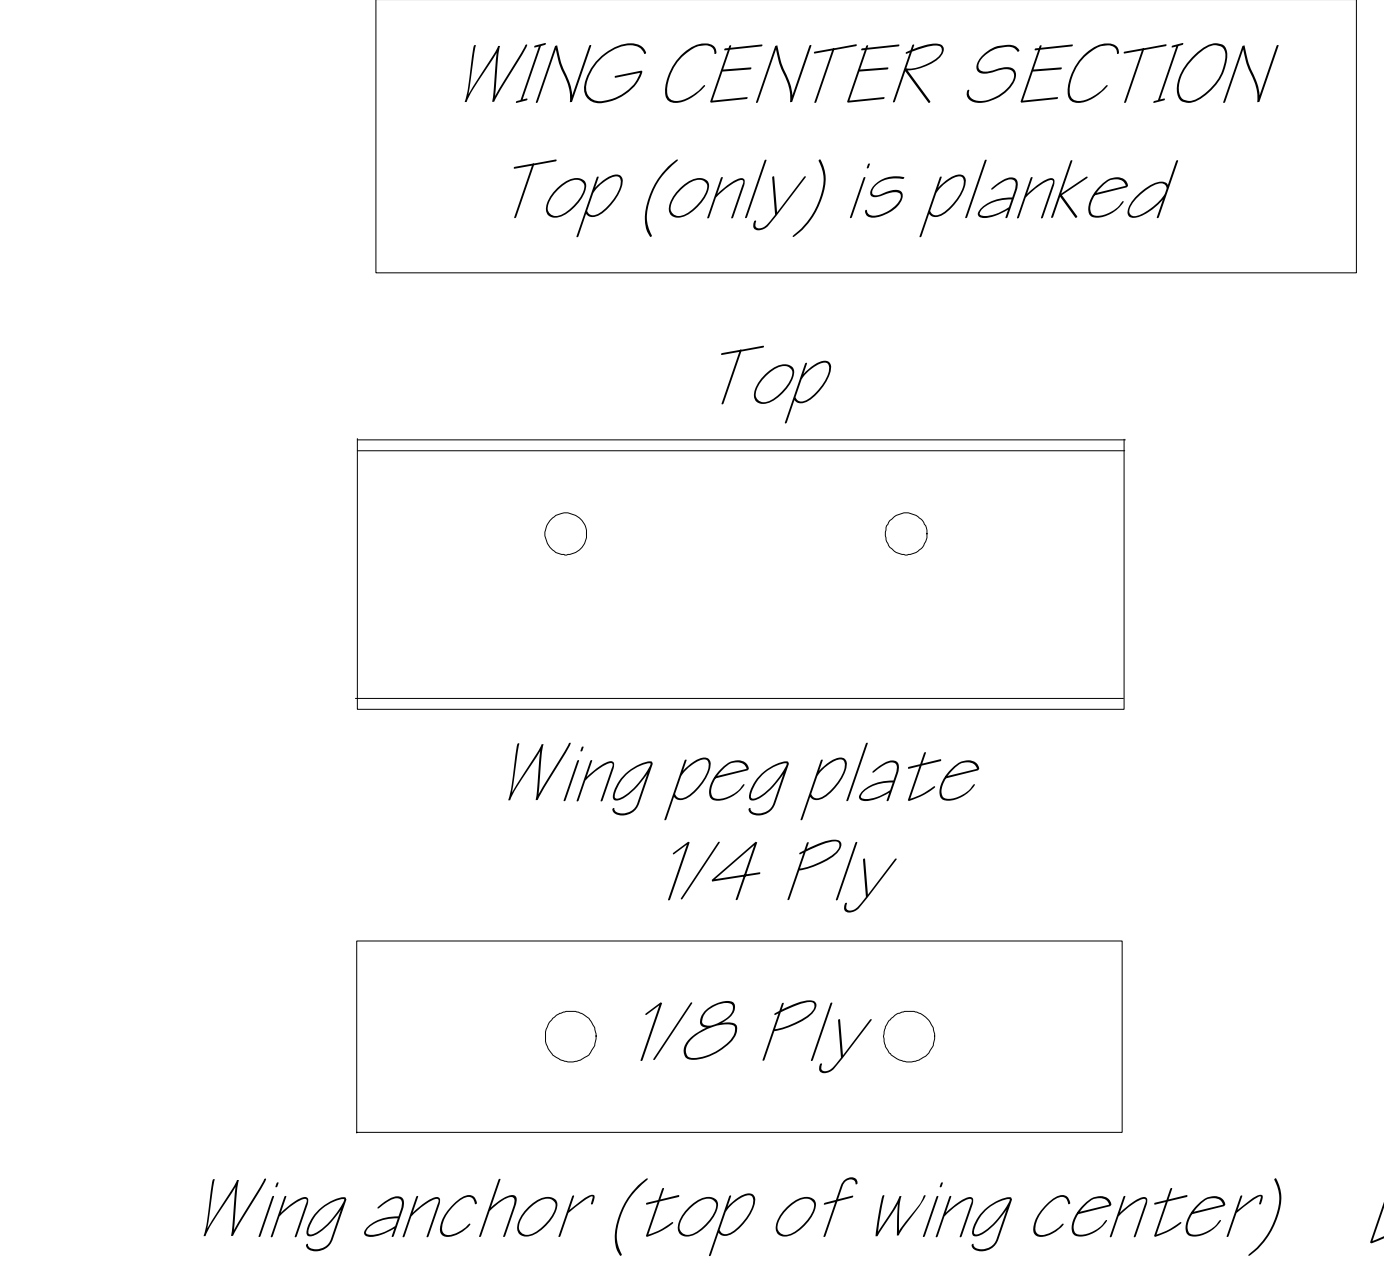 WING CENTER SECTION
Top (only) is planked
Top
Wing peg plate
1/4 Ply
1/8 Ply
Wing anchor (top of wing center)